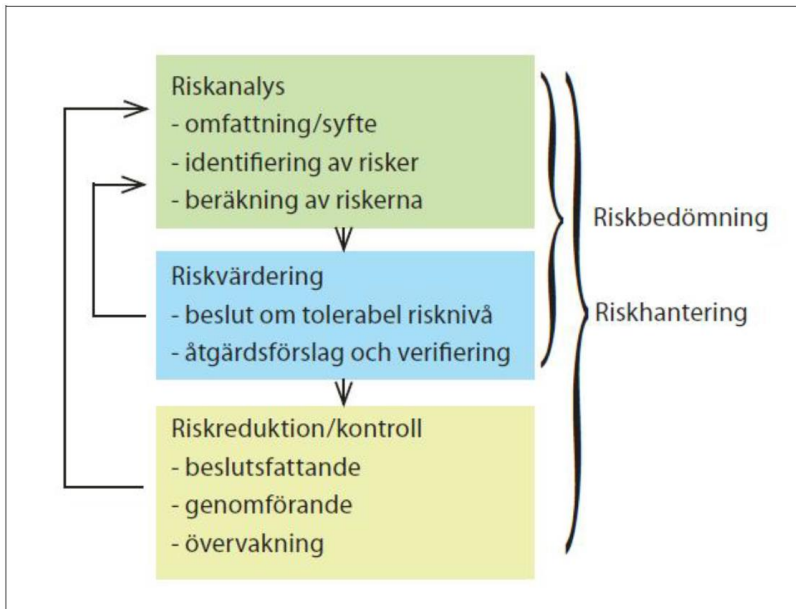 Riskanalys
- omfattning/syfte
- identifiering av risker
- beräkning av riskerna
Riskvärdering
- beslut om tolerabel risknivå
- åtgärdsförslag och verifiering
Riskreduktion/kontroll
- beslutsfattande
- genomförande
- övervakning
Riskbedömning
Riskhantering